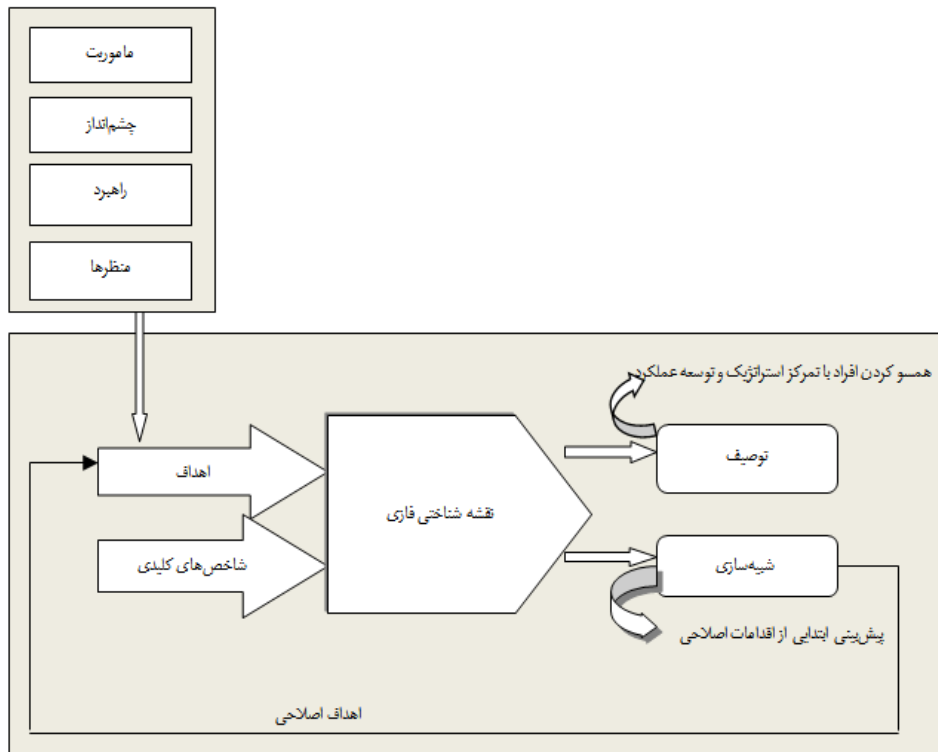 ماموریت
چشم‌انداز
راهبرد
منظرها
همسو کردن افراد با تمرکز استراتژیک و توسعه عملکرد
اهداف
توصیف
نقشه شناختی فازی
شاخص‌های کلیدی
شبیه‌سازی
پیش‌بینی ابتدایی از اقدامات اصلاحی
اهداف اصلاحی